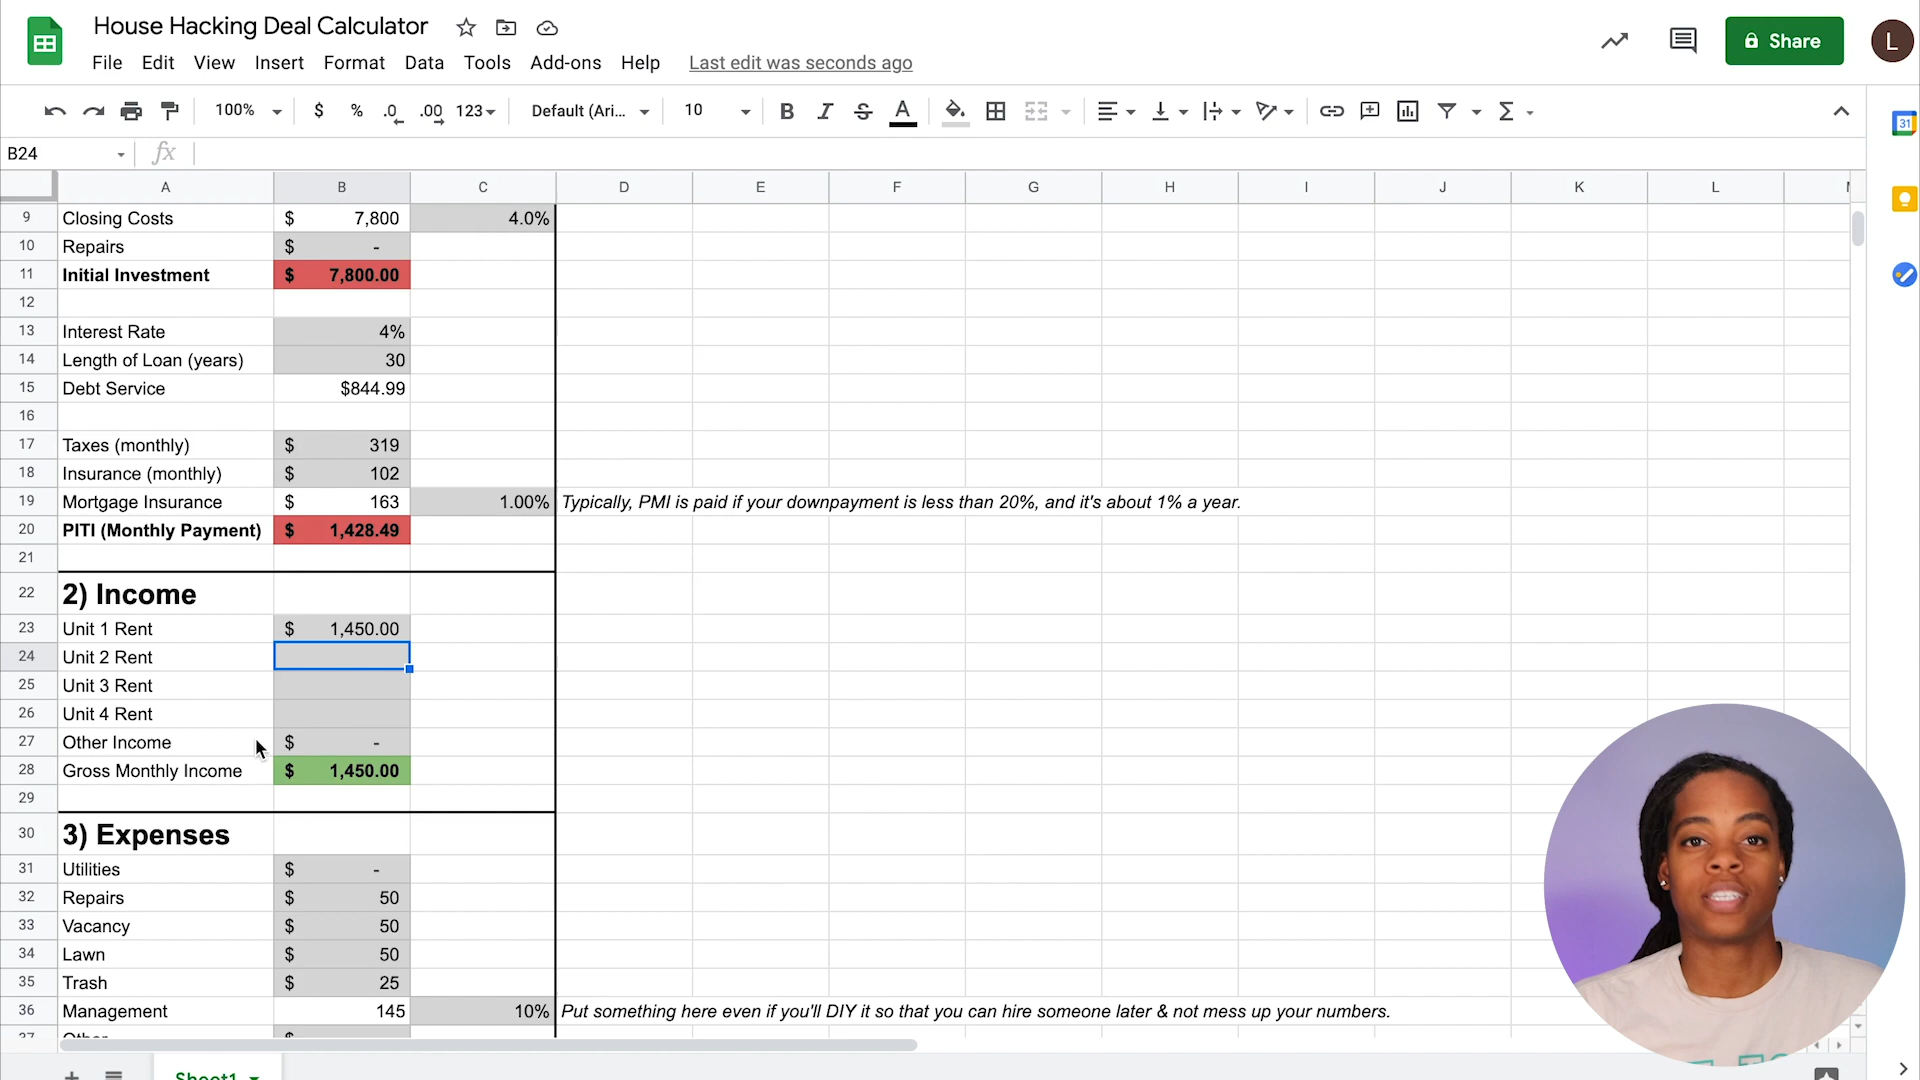 House Hacking Deal Calculator
File Edit View Insert Format Data Tools Add-ons Help Last edit was seconds ago
Share
L
100% $ % .0 .00 123 Default (Ari... 10 B I S A
31
B24 fx
A B C D E F G H I J K L
9 Closing Costs $ 7,800 4.0%
10 Repairs $ -
11 Initial Investment $ 7,800.00
12
13 Interest Rate 4%
14 Length of Loan (years) 30
15 Debt Service $844.99
16
17 Taxes (monthly) $ 319
18 Insurance (monthly) $ 102
19 Mortgage Insurance $ 163 1.00% Typically, PMI is paid if your downpayment is less than 20%, and it's about 1% a year.
20 PITI (Monthly Payment) $ 1,428.49
21
22 2) Income
23 Unit 1 Rent $ 1,450.00
24 Unit 2 Rent
25 Unit 3 Rent
26 Unit 4 Rent
27 Other Income $ -
28 Gross Monthly Income $ 1,450.00
29
30 3) Expenses
31 Utilities $ -
32 Repairs $ 50
33 Vacancy $ 50
34 Lawn $ 50
35 Trash $ 25
36 Management 145 10% Put something here even if you'll DIY it so that you can hire someone later & not mess up your numbers.
37 Other $
Sheet1